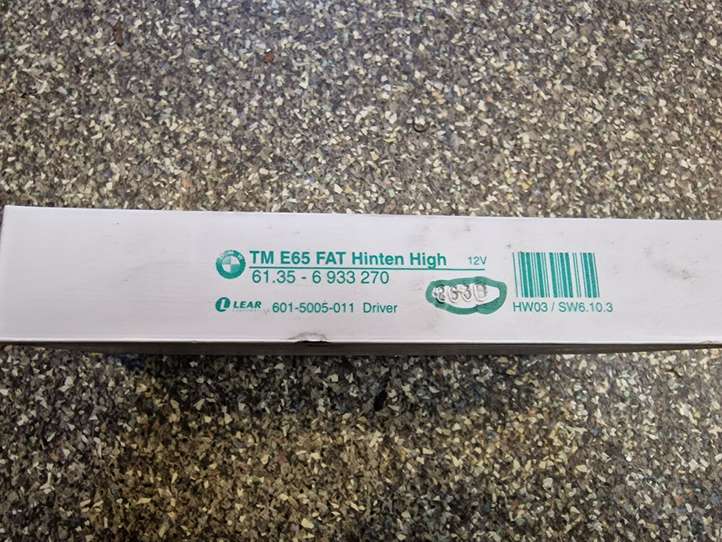 TM E65 FAT Hinten High 12V
61.35 - 6 933 270
LEAR 601-5005-011 Driver
HW03 / SW6.10.3